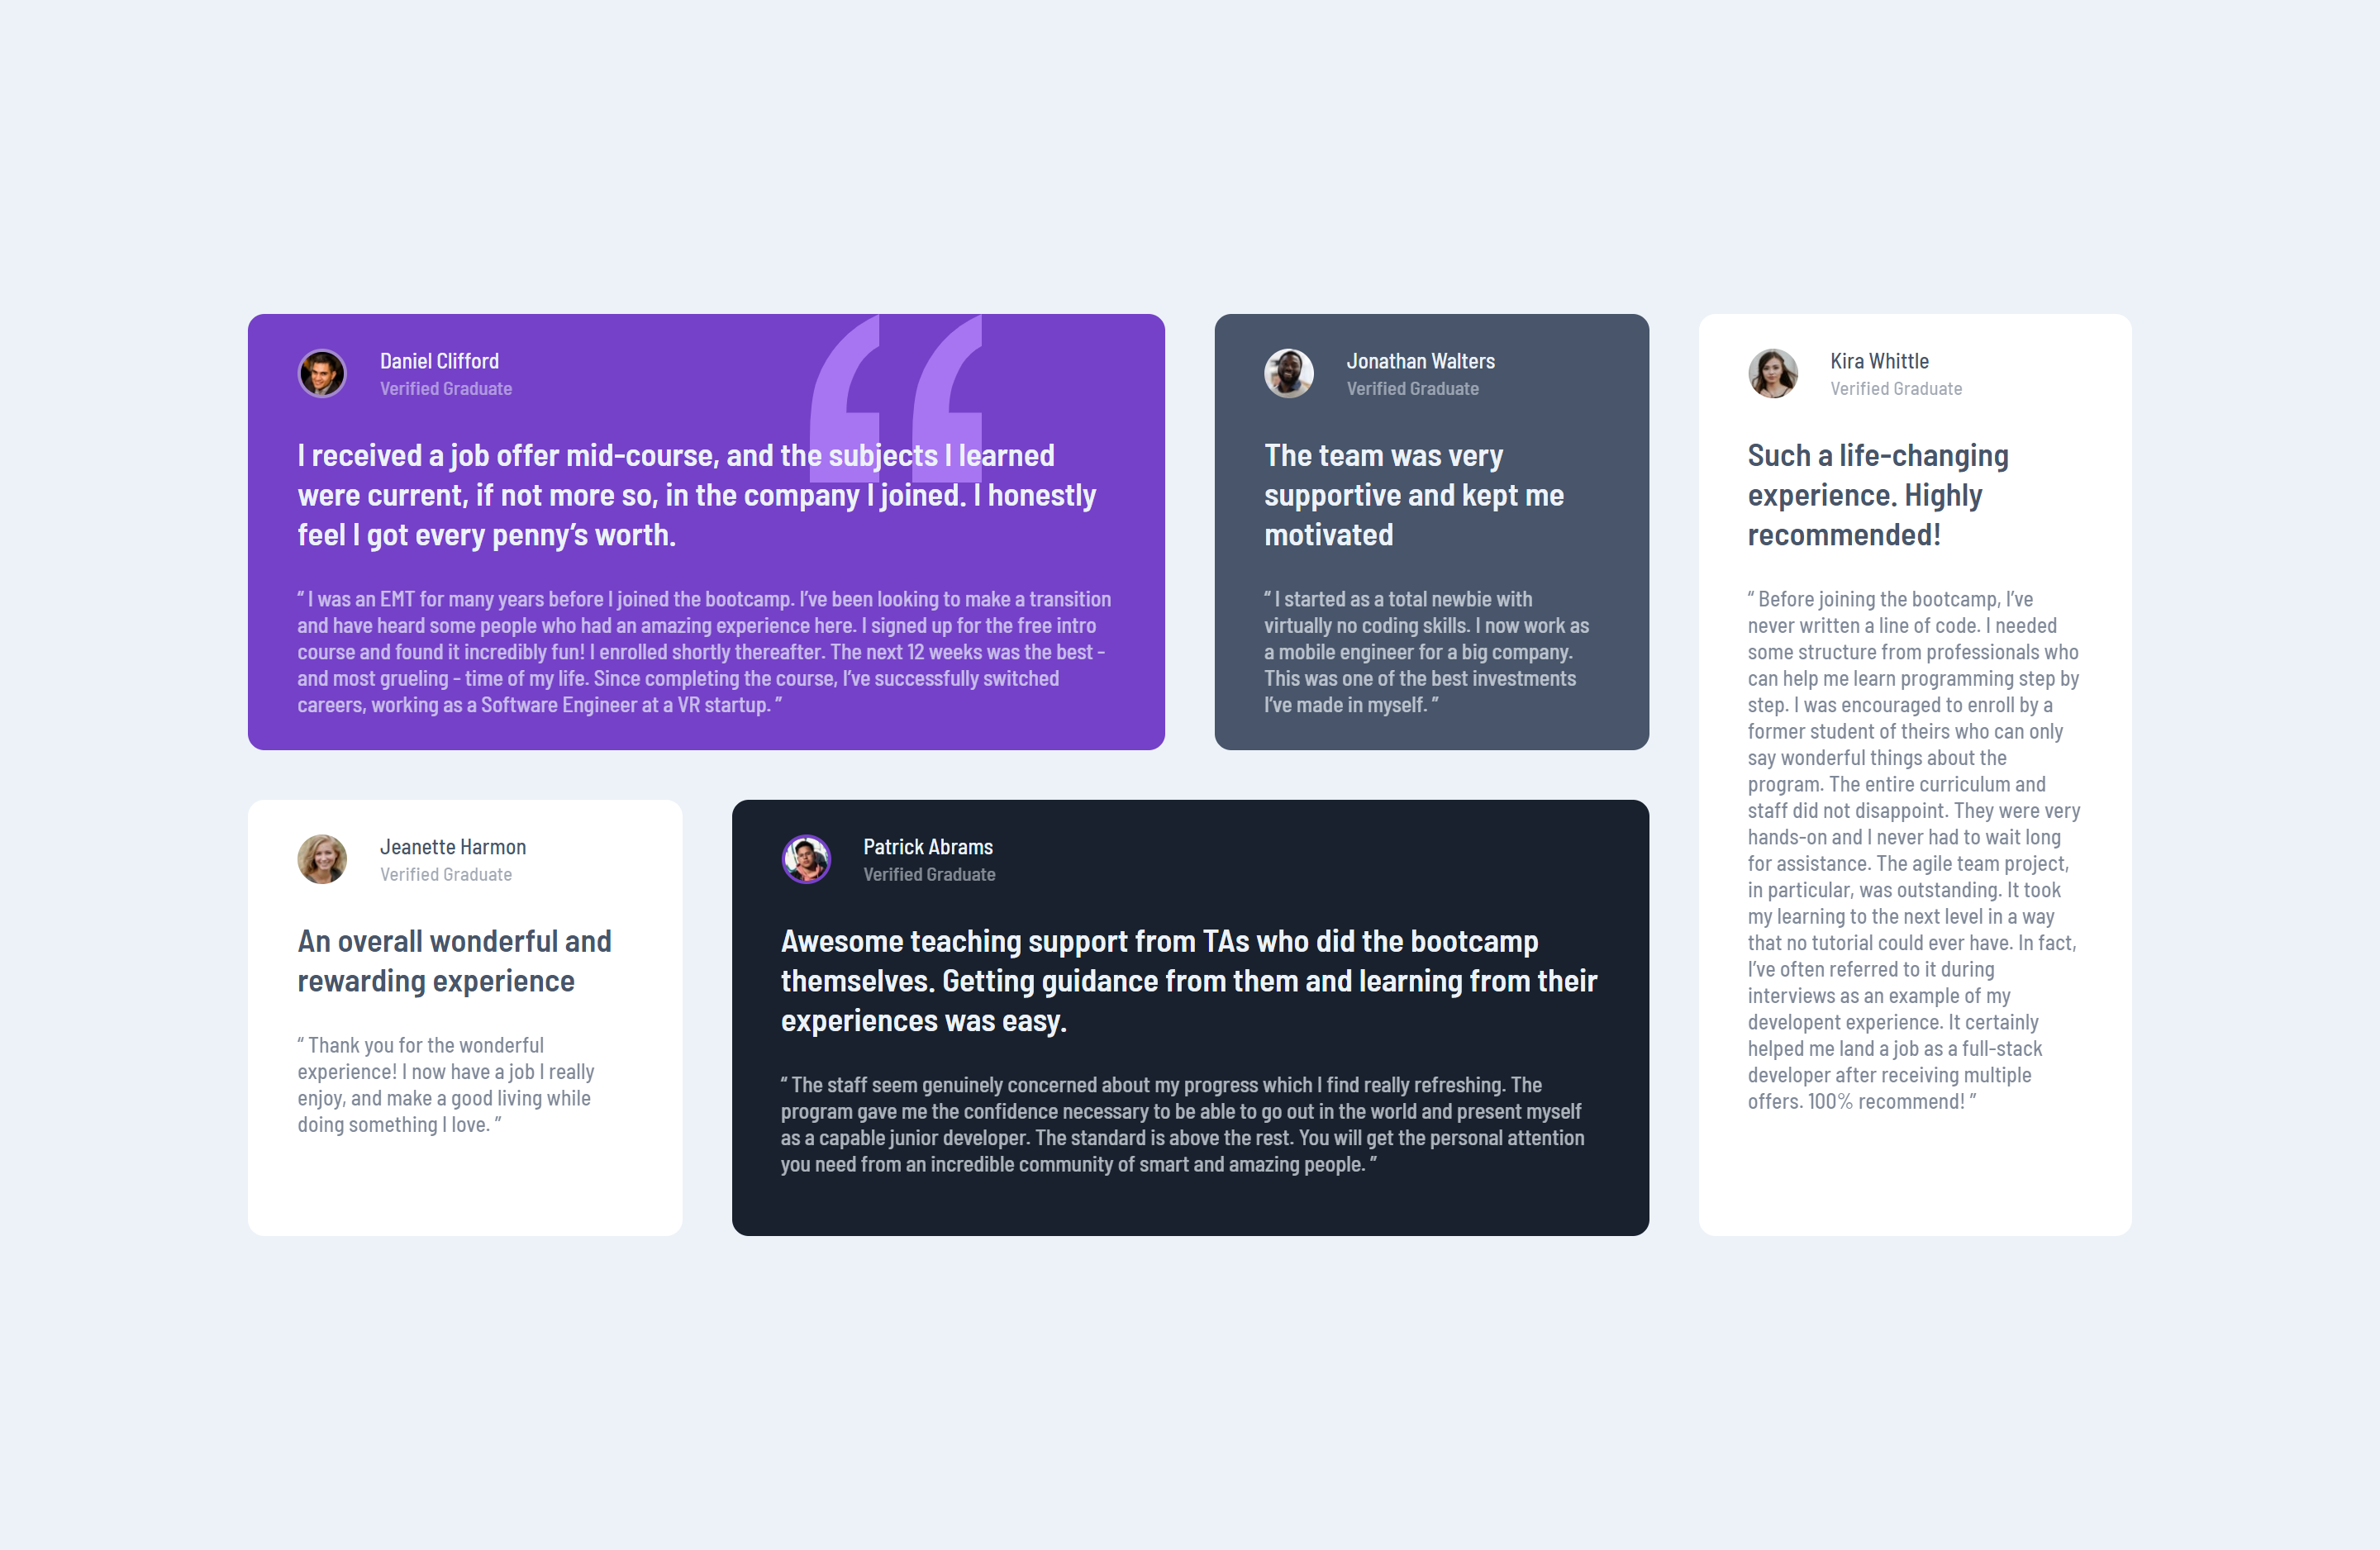 Daniel Clifford
Verified Graduate
I received a job offer mid-course, and the subjects I learned
were current, if not more so, in the company I joined. I honestly
feel I got every penny’s worth.
“ I was an EMT for many years before I joined the bootcamp. I’ve been looking to make a transition
and have heard some people who had an amazing experience here. I signed up for the free intro
course and found it incredibly fun! I enrolled shortly thereafter. The next 12 weeks was the best -
and most grueling - time of my life. Since completing the course, I’ve successfully switched
careers, working as a Software Engineer at a VR startup. ”
Jonathan Walters
Verified Graduate
The team was very
supportive and kept me
motivated
“ I started as a total newbie with
virtually no coding skills. I now work as
a mobile engineer for a big company.
This was one of the best investments
I’ve made in myself. ”
Kira Whittle
Verified Graduate
Such a life-changing
experience. Highly
recommended!
“ Before joining the bootcamp, I’ve
never written a line of code. I needed
some structure from professionals who
can help me learn programming step by
step. I was encouraged to enroll by a
former student of theirs who can only
say wonderful things about the
program. The entire curriculum and
staff did not disappoint. They were very
hands-on and I never had to wait long
for assistance. The agile team project,
in particular, was outstanding. It took
my learning to the next level in a way
that no tutorial could ever have. In fact,
I’ve often referred to it during
interviews as an example of my
developent experience. It certainly
helped me land a job as a full-stack
developer after receiving multiple
offers. 100% recommend! ”
Jeanette Harmon
Verified Graduate
An overall wonderful and
rewarding experience
“ Thank you for the wonderful
experience! I now have a job I really
enjoy, and make a good living while
doing something I love. ”
Patrick Abrams
Verified Graduate
Awesome teaching support from TAs who did the bootcamp
themselves. Getting guidance from them and learning from their
experiences was easy.
“ The staff seem genuinely concerned about my progress which I find really refreshing. The
program gave me the confidence necessary to be able to go out in the world and present myself
as a capable junior developer. The standard is above the rest. You will get the personal attention
you need from an incredible community of smart and amazing people. ”